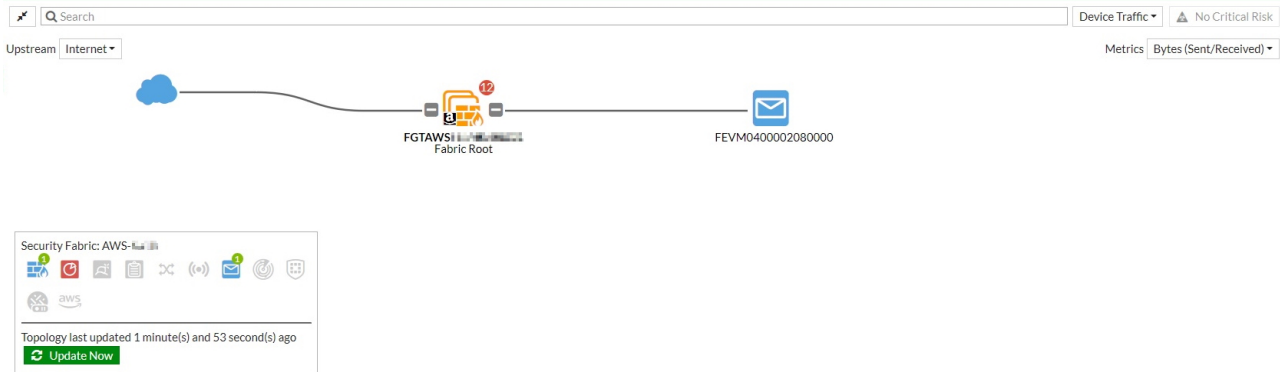 Search
Device Traffic
No Critical Risk
Upstream Internet
Metrics Bytes (Sent/Received)
12
a
FGTAWS
Fabric Root
FEVM0400002080000
Security Fabric: AWS-
1 1
aws
Topology last updated 1 minute(s) and 53 second(s) ago
Update Now